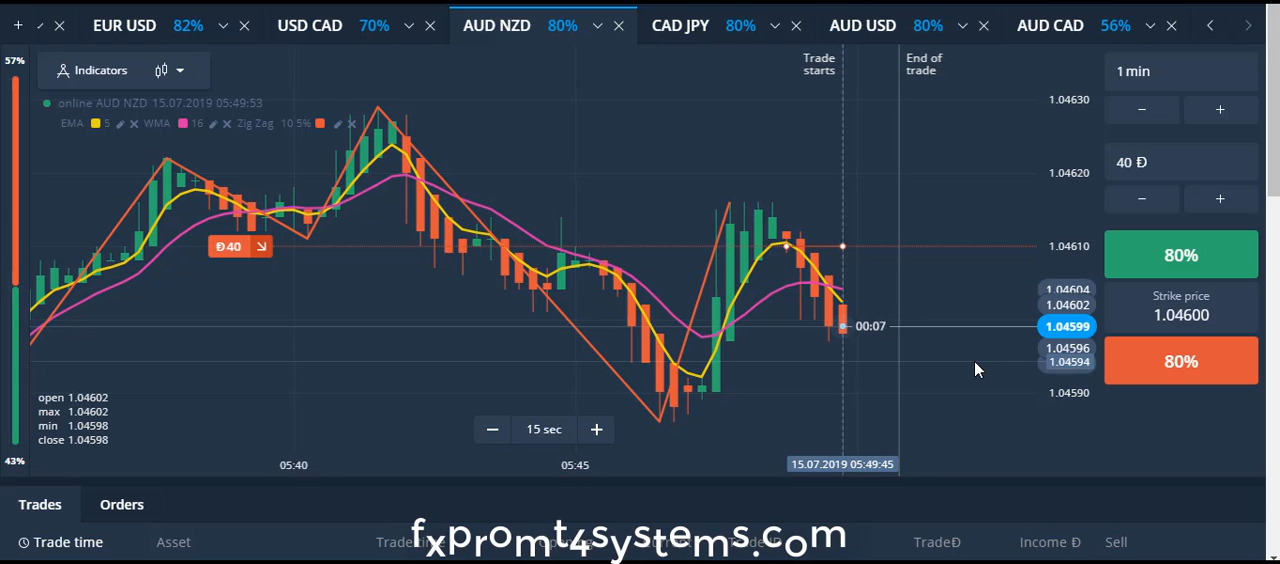 EUR USD 82% USD CAD 70% AUD NZD 80% CAD JPY 80% AUD USD 80% AUD CAD 56%
57%
Indicators
Trade starts
End of trade
1 min
online AUD NZD 15.07.2019 05:49:53
EMA 5 WMA 16 Zig Zag 10 5%
1.04630
1.04620
40 Đ
Đ 40
1.04610
80%
1.04604
1.04602
Strike price
1.04600
00:07
1.04599
1.04596
1.04594
80%
1.04590
open 1.04602
max 1.04602
min 1.04598
close 1.04598
15 sec
43%
05:40
05:45
15.07.2019 05:49:45
Trades Orders
fxpromt4systems.com
Trade time Asset Trade time TradeĐ Income Đ Sell